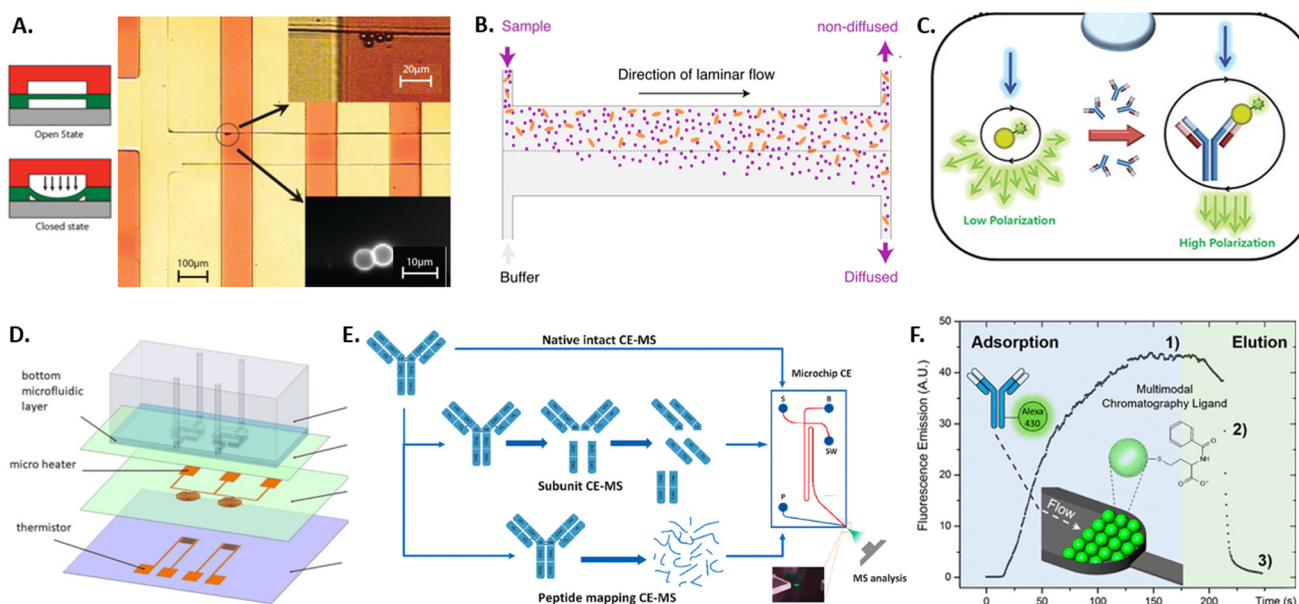 A.
Open State
Closed state
100µm
20µm
10µm
B.
Sample
non-diffused
Direction of laminar flow
Buffer
Diffused
C.
Low Polarization
High Polarization
D.
bottom
microfluidic
layer
micro heater
thermistor
E.
Native intact CE-MS
Subunit CE-MS
Peptide mapping CE-MS
Microchip CE
S
B
SW
P
MS analysis
F.
Adsorption
1)
Elution
Alexa
430
Multimodal
Chromatography Ligand
2)
S
O
NH
O
O⁻
Flow
3)
Fluorescence Emission (A.U.)
50
40
30
20
10
0
0
50
100
150
200
Time (s)